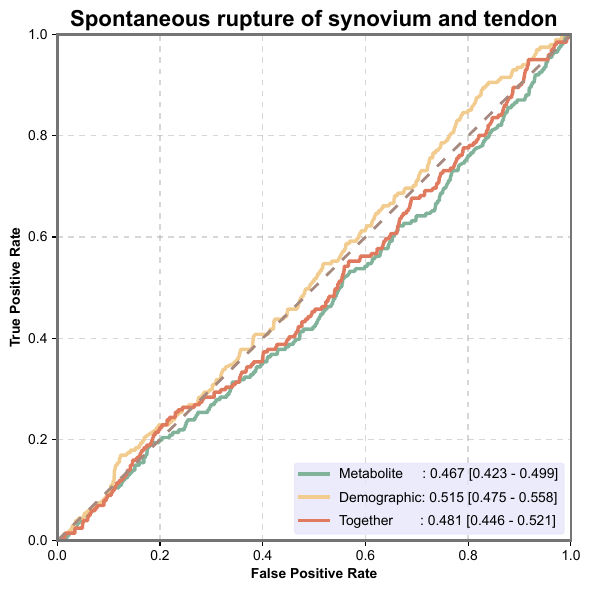 Spontaneous rupture of synovium and tendon
1.0
0.8
0.6
0.4
0.2
0.0
True Positive Rate
Metabolite : 0.467 [0.423 - 0.499]
Demographic: 0.515 [0.475 - 0.558]
Together : 0.481 [0.446 - 0.521]
0.0 0.2 0.4 0.6 0.8 1.0
False Positive Rate